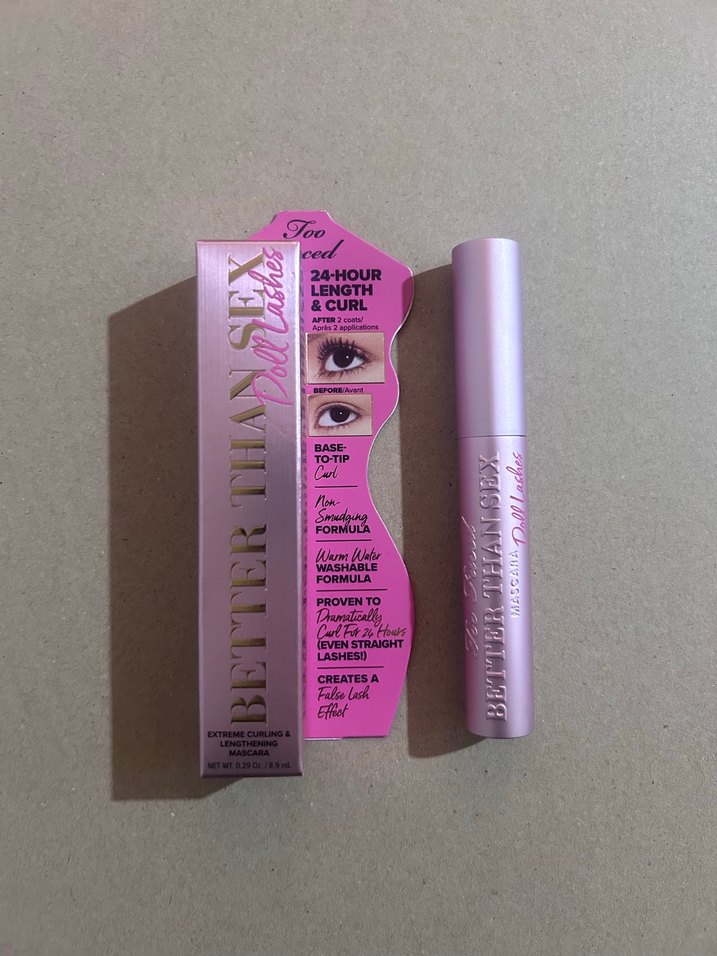 BETTER THAN SEX
Doll Lashes
EXTREME CURLING &
LENGTHENING
MASCARA
NET WT. 0.29 Oz. / 8.9 mL
Too
ced
24-HOUR
LENGTH
& CURL
AFTER 2 coats/
Après 2 applications
BEFORE/Avant
BASE-
TO-TIP
Curl
Non-
Smudging
FORMULA
Warm Water
WASHABLE
FORMULA
PROVEN TO
Dramatically
Curl For 24 Hours
(EVEN STRAIGHT
LASHES!)
CREATES A
False Lash
Effect
Too Faced
BETTER THAN SEX
MASCARA
Doll Lashes